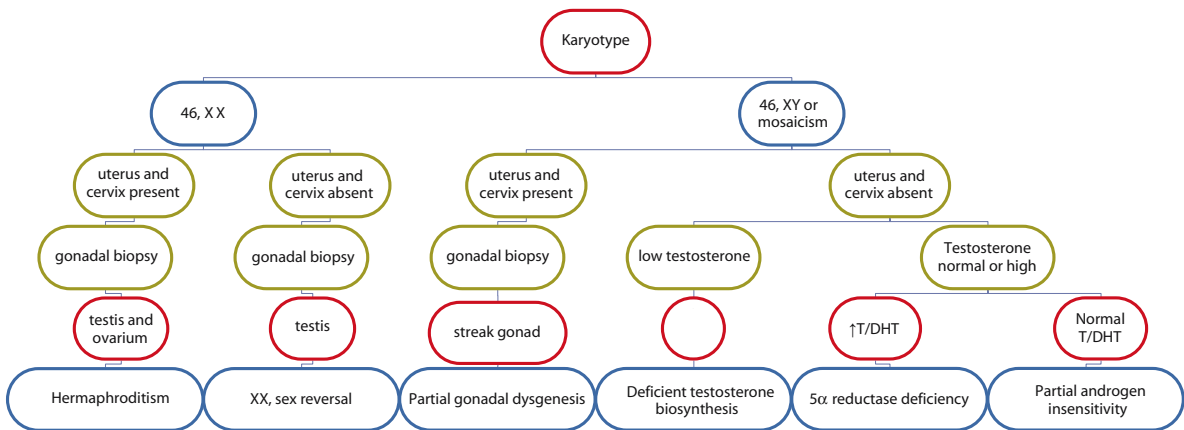 Karyotype
46, X X
46, XY or
mosaicism
uterus and
cervix present
uterus and
cervix absent
uterus and
cervix present
uterus and
cervix absent
gonadal biopsy
gonadal biopsy
gonadal biopsy
low testosterone
Testosterone
normal or high
testis and
ovarium
testis
streak gonad
↑T/DHT
Normal
T/DHT
Hermaphroditism
XX, sex reversal
Partial gonadal dysgenesis
Deficient testosterone
biosynthesis
5α reductase deficiency
Partial androgen
insensitivity